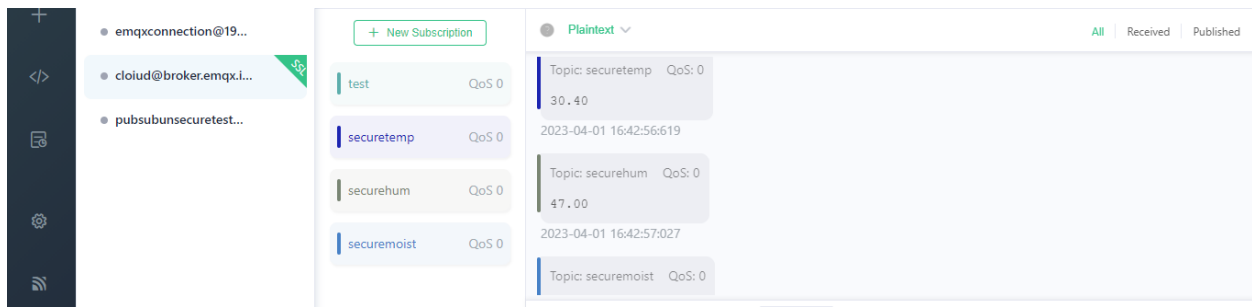 emqxconnection@19...
cloiud@broker.emqx.i...
SSL
pubsubunsecuretest...
+ New Subscription
test QoS 0
securetemp QoS 0
securehum QoS 0
securemoist QoS 0
Plaintext
All Received Published
Topic: securetemp QoS: 0
30.40
2023-04-01 16:42:56:619
Topic: securehum QoS: 0
47.00
2023-04-01 16:42:57:027
Topic: securemoist QoS: 0